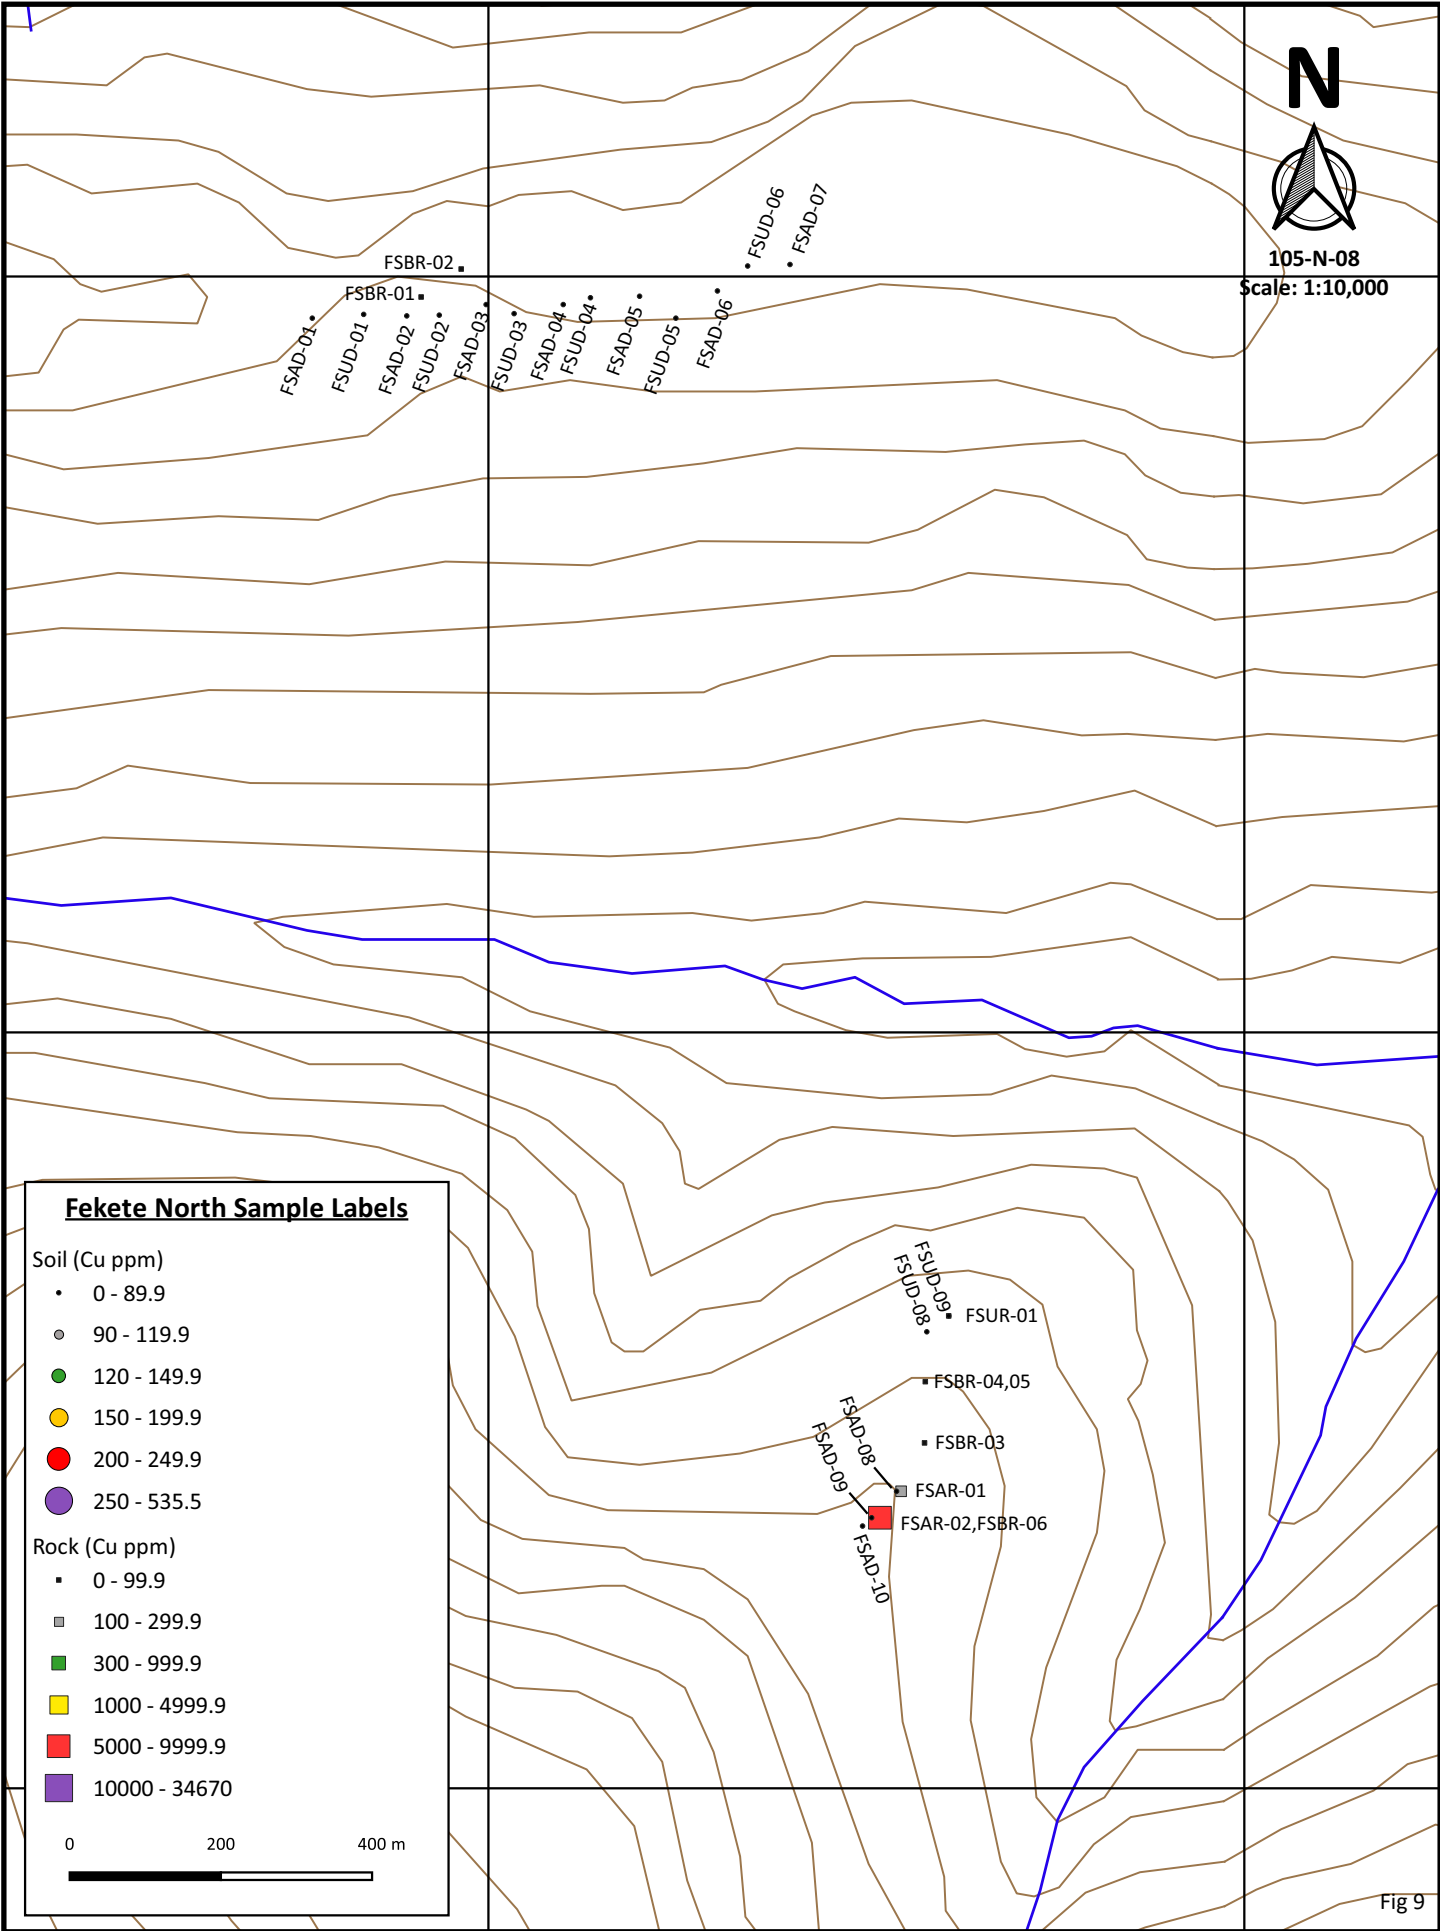 N
105-N-08
Scale: 1:10,000
FSUD-06
FSAD-07
FSBR-02
FSBR-01
FSAD-01
FSUD-01
FSAD-02
FSUD-02
FSAD-03
FSUD-03
FSAD-04
FSUD-04
FSAD-05
FSUD-05
FSAD-06
FSUD-09
FSUD-08
FSUR-01
FSBR-04,05
FSAD-08
FSAD-09
FSBR-03
FSAR-01
FSAR-02,FSBR-06
FSAD-10
Fekete North Sample Labels
Soil (Cu ppm)
0 - 89.9
90 - 119.9
120 - 149.9
150 - 199.9
200 - 249.9
250 - 535.5
Rock (Cu ppm)
0 - 99.9
100 - 299.9
300 - 999.9
1000 - 4999.9
5000 - 9999.9
10000 - 34670
0 200 400 m
Fig 9